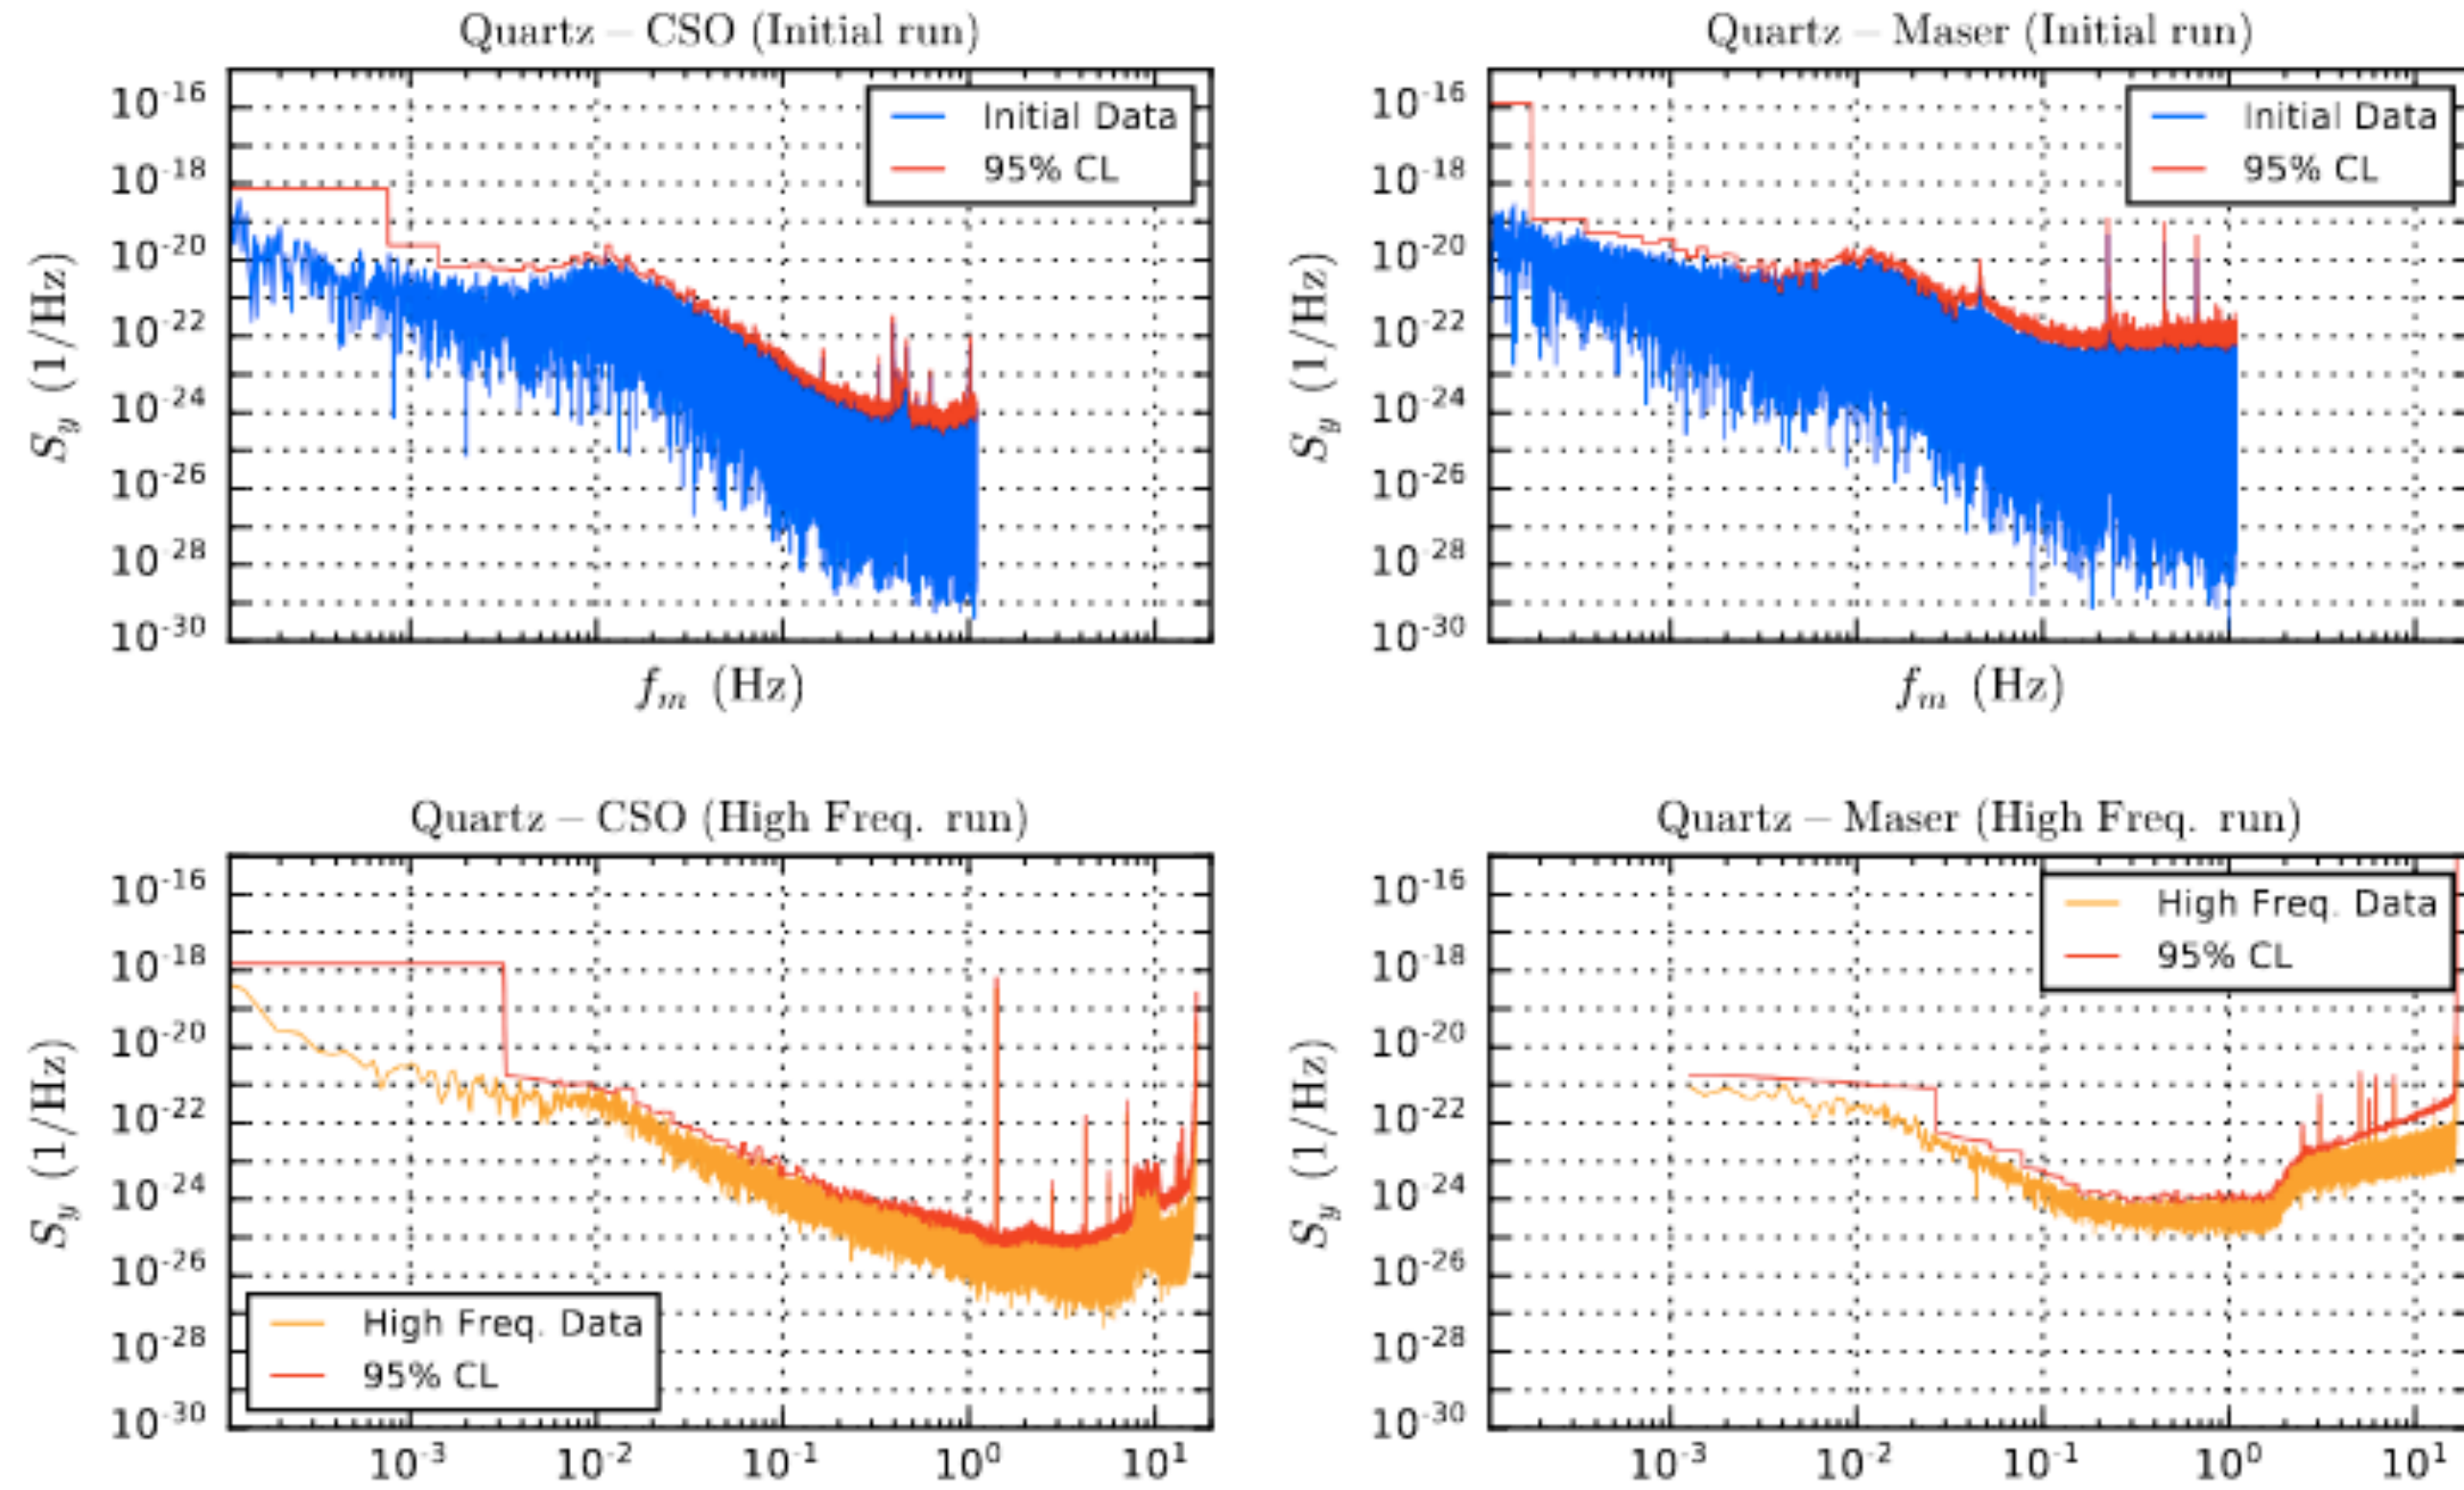 Quartz – CSO (Initial run)
10^-16
10^-18
10^-20
10^-22
10^-24
10^-26
10^-28
10^-30
S_y (1/Hz)
Initial Data
95% CL
f_m (Hz)
Quartz – Maser (Initial run)
10^-16
10^-18
10^-20
10^-22
10^-24
10^-26
10^-28
10^-30
S_y (1/Hz)
Initial Data
95% CL
f_m (Hz)
Quartz – CSO (High Freq. run)
10^-16
10^-18
10^-20
10^-22
10^-24
10^-26
10^-28
10^-30
S_y (1/Hz)
High Freq. Data
95% CL
10^-3 10^-2 10^-1 10^0 10^1
Quartz – Maser (High Freq. run)
10^-16
10^-18
10^-20
10^-22
10^-24
10^-26
10^-28
10^-30
S_y (1/Hz)
High Freq. Data
95% CL
10^-3 10^-2 10^-1 10^0 10^1